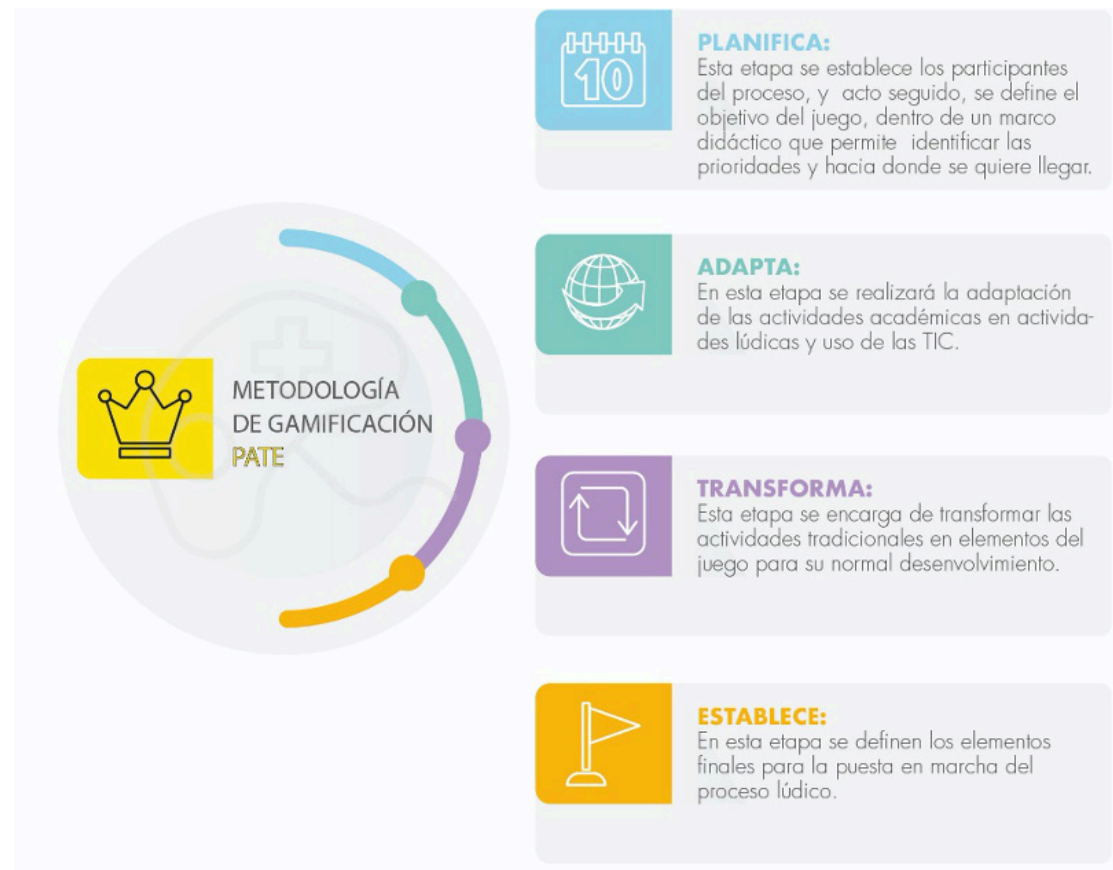 METODOLOGÍA
DE GAMIFICACIÓN
PATE
10
PLANIFICA:
Esta etapa se establece los participantes
del proceso, y acto seguido, se define el
objetivo del juego, dentro de un marco
didáctico que permite identificar las
prioridades y hacia donde se quiere llegar.
ADAPTA:
En esta etapa se realizará la adaptación
de las actividades académicas en activida-
des lúdicas y uso de las TIC.
TRANSFORMA:
Esta etapa se encarga de transformar las
actividades tradicionales en elementos del
juego para su normal desenvolvimiento.
ESTABLECE:
En esta etapa se definen los elementos
finales para la puesta en marcha del
proceso lúdico.